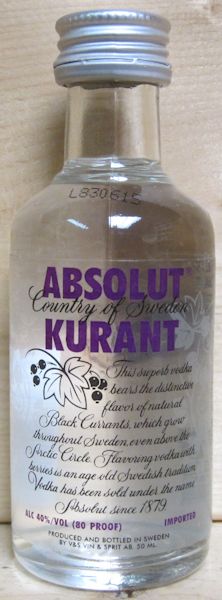 L830615
ABSOLUT
Country of Sweden
KURANT
This superb vodka
bears the distinctive
flavor of natural
Black Currants, which grow
throughout Sweden, even above the
Arctic Circle. Flavouring vodka with
berries is an age old Swedish tradition.
Vodka has been sold under the name
Absolut since 1879.
ALC 40%/VOL (80 PROOF) IMPORTED
PRODUCED AND BOTTLED IN SWEDEN
BY V&S VIN & SPRIT AB. 50 ML.